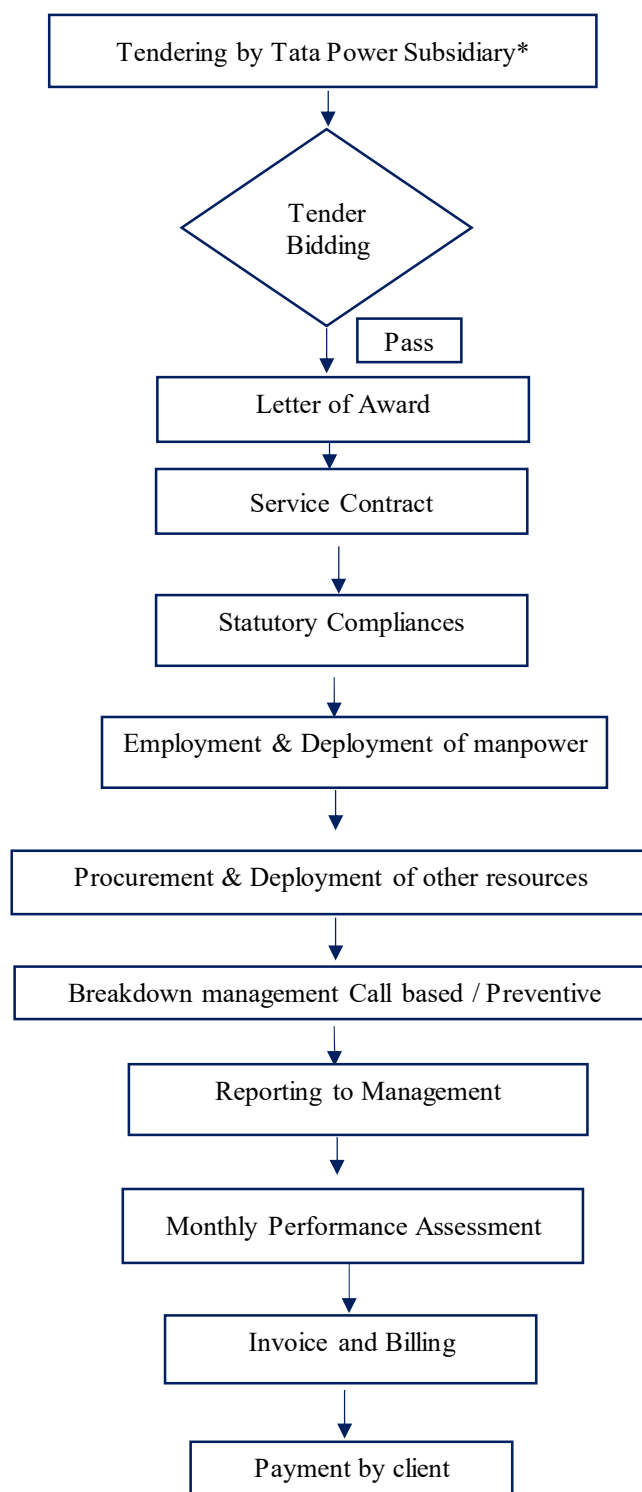 Tendering by Tata Power Subsidiary*
Tender
Bidding
Pass
Letter of Award
Service Contract
Statutory Compliances
Employment & Deployment of manpower
Procurement & Deployment of other resources
Breakdown management Call based / Preventive
Reporting to Management
Monthly Performance Assessment
Invoice and Billing
Payment by client